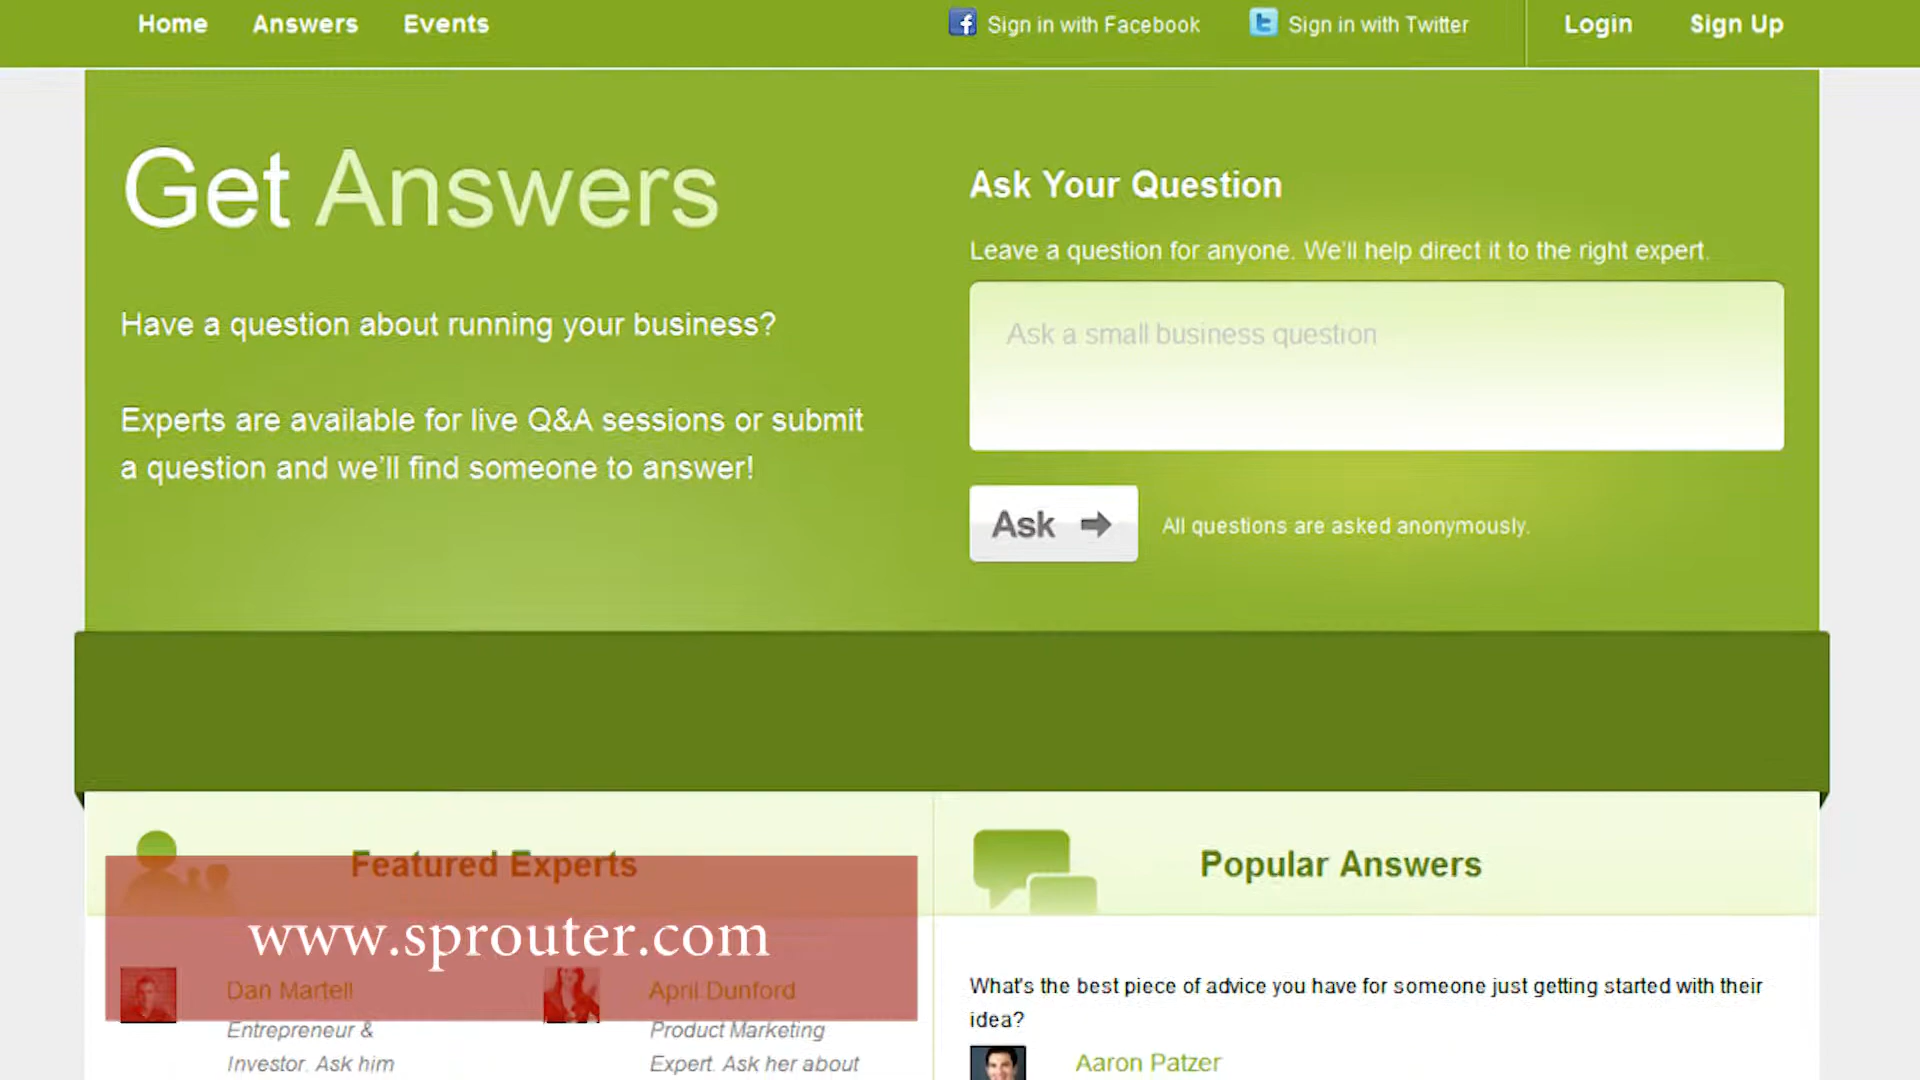 Home Answers Events Sign in with Facebook Sign in with Twitter Login Sign Up
Get Answers
Have a question about running your business?
Experts are available for live Q&A sessions or submit
a question and we'll find someone to answer!
Ask Your Question
Leave a question for anyone. We'll help direct it to the right expert.
Ask a small business question
Ask
All questions are asked anonymously.
Featured Experts
www.sprouter.com
Dan Martell
Entrepreneur &
Investor. Ask him
April Dunford
Product Marketing
Expert. Ask her about
Popular Answers
What's the best piece of advice you have for someone just getting started with their
idea?
Aaron Patzer